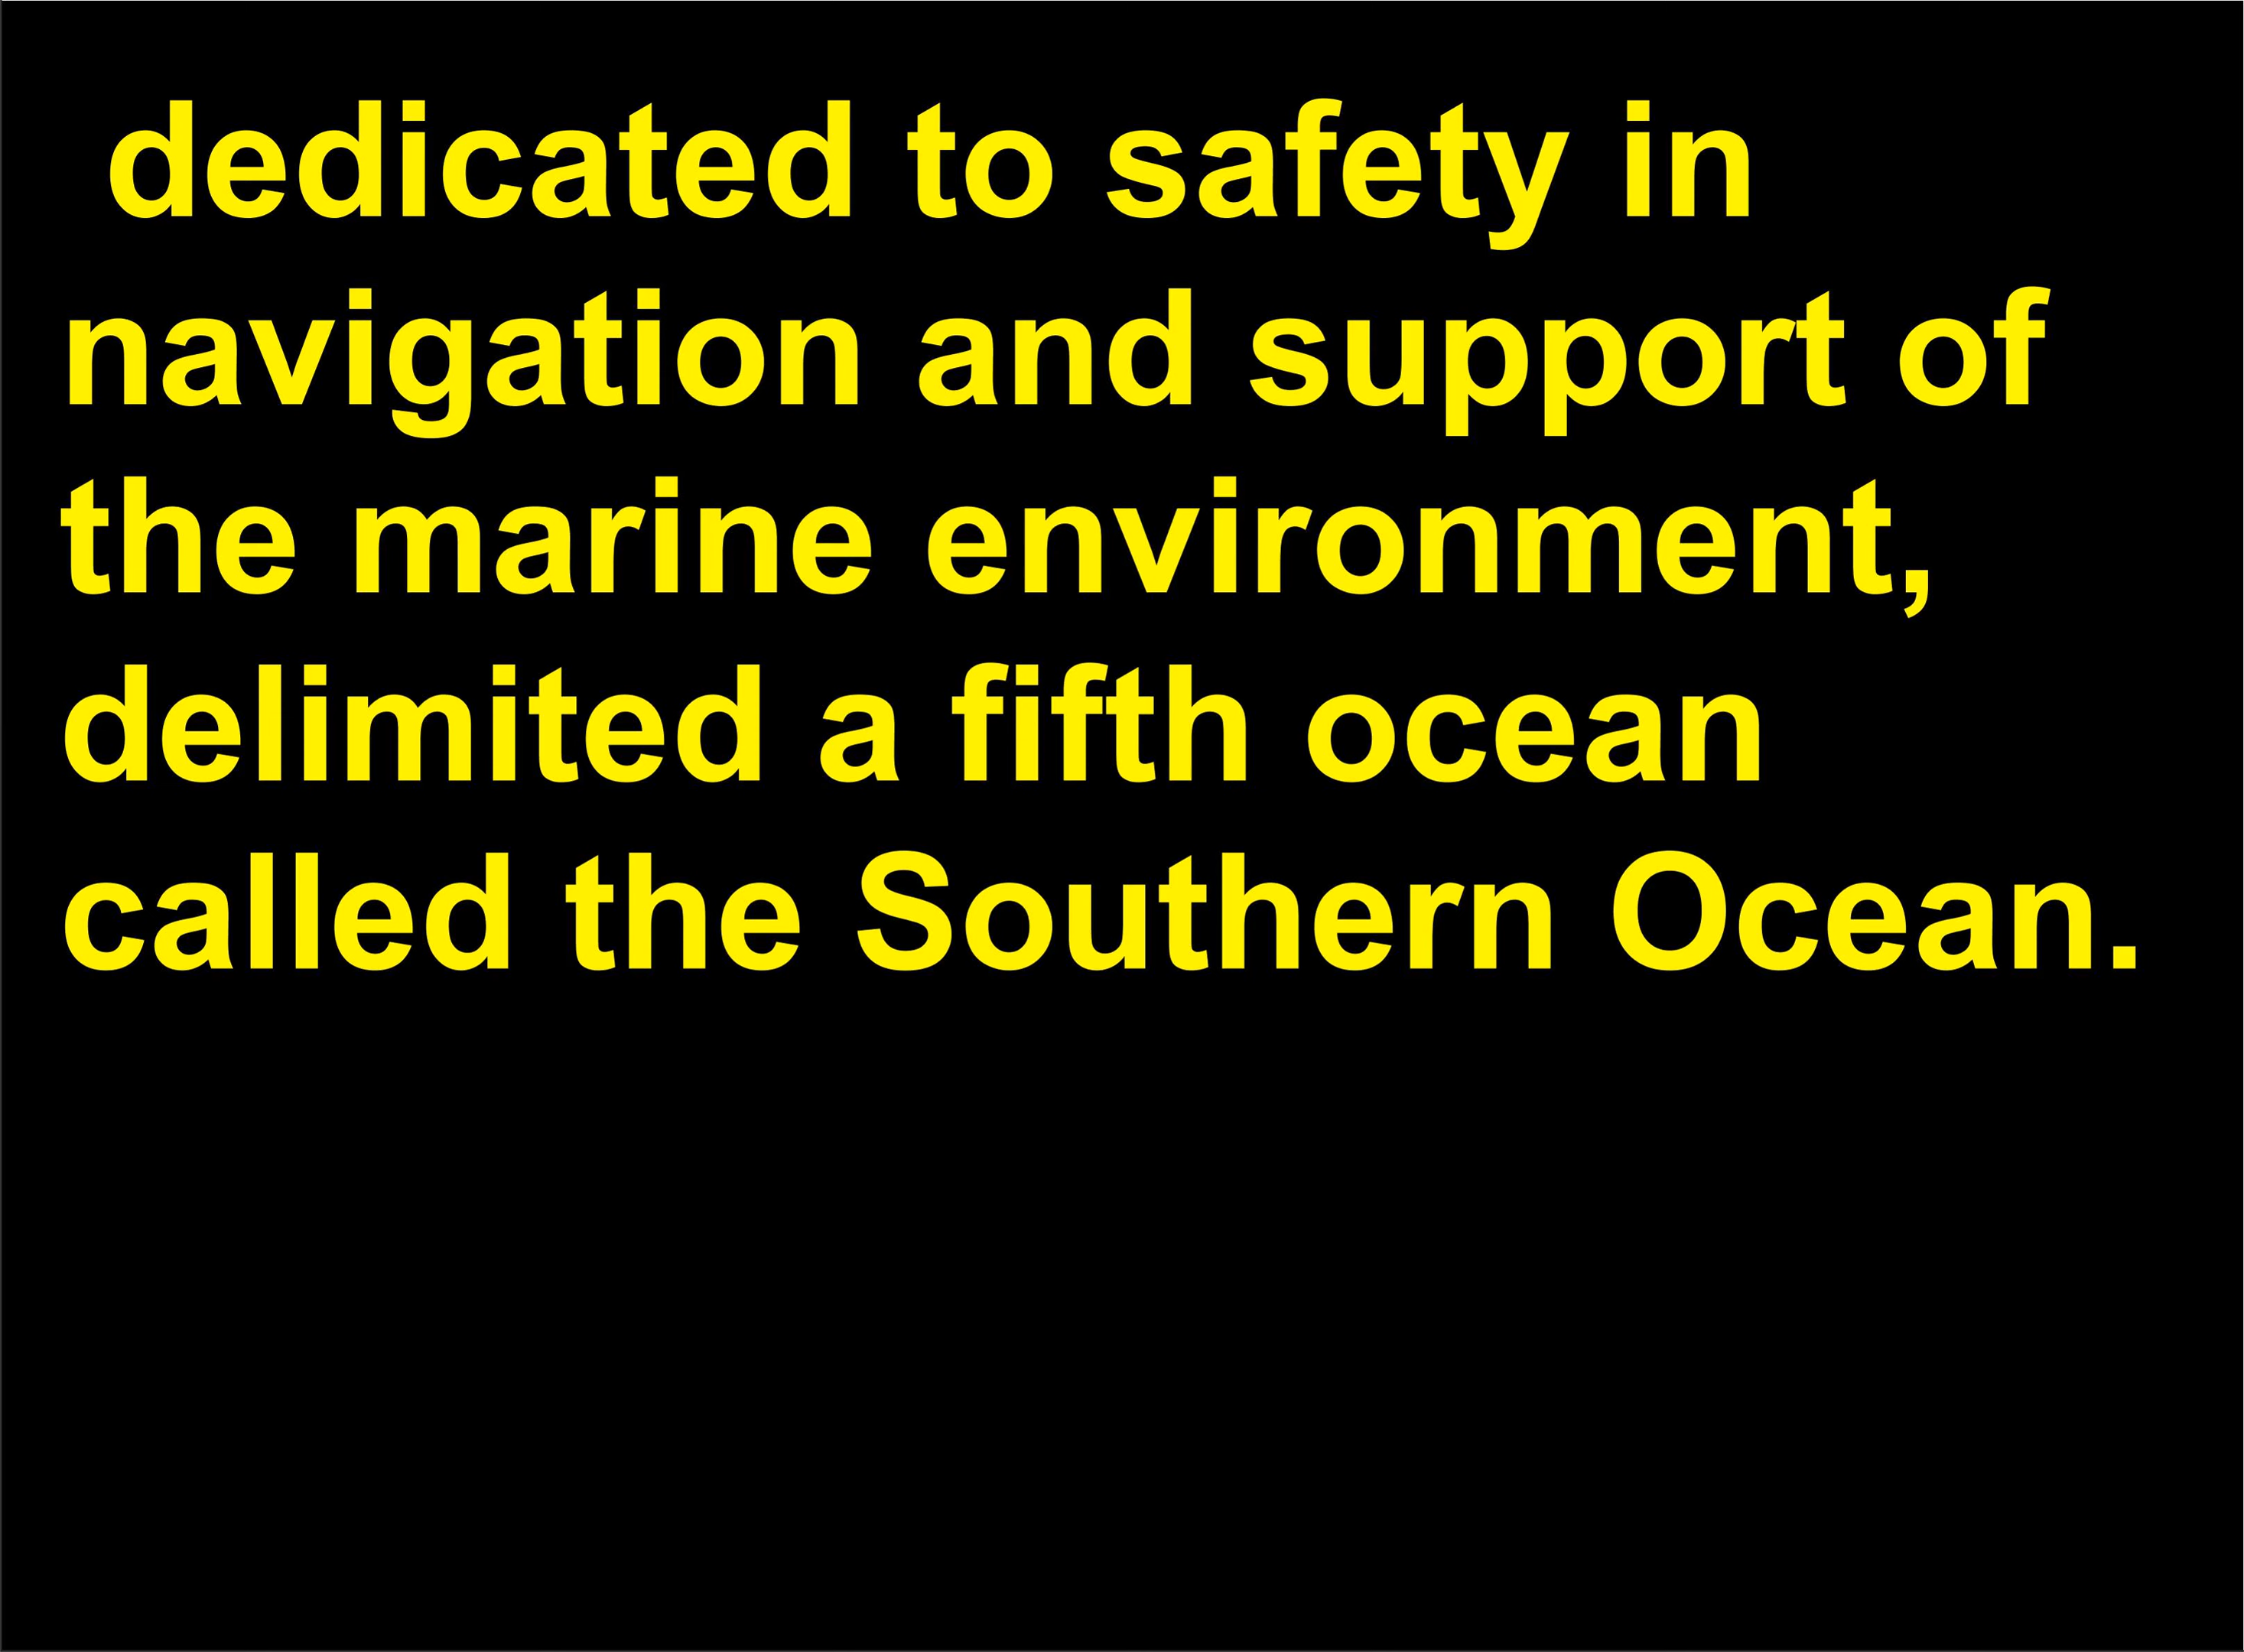 dedicated to safety in
navigation and support of
the marine environment,
delimited a fifth ocean
called the Southern Ocean.